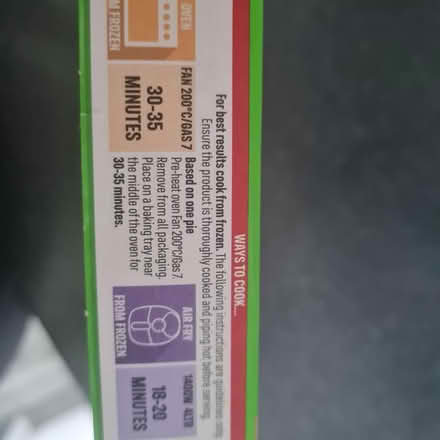 WAYS TO COOK...
For best results cook from frozen. The following instructions are guidelines only.
Ensure the product is thoroughly cooked and piping hot before serving.
OVEN
FROZEN
FAN 200°C/GAS 7
30-35
MINUTES
Based on one pie
Pre-heat oven Fan 200°C/Gas 7.
Remove from all packaging.
Place on a baking tray near
the middle of the oven for
30-35 minutes.
AIR FRY
FROM FROZEN
1400W 4LTR
18-20
MINUTES